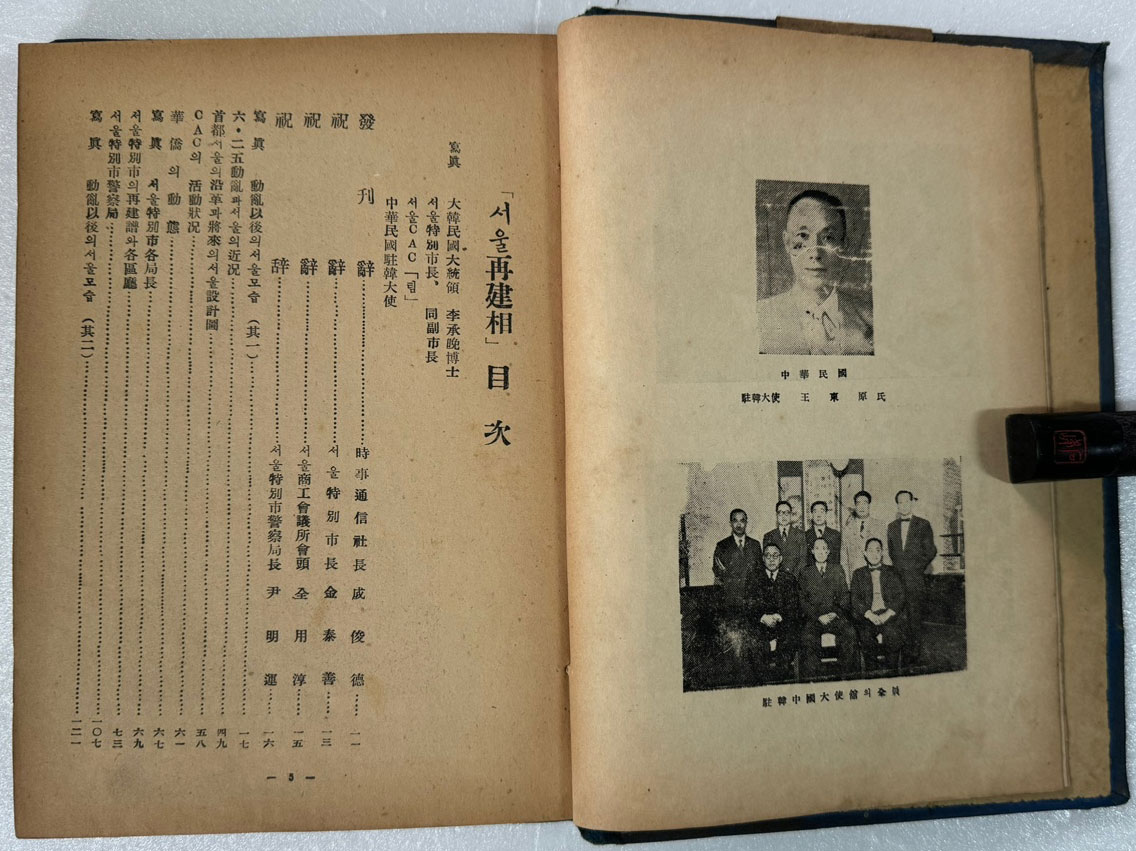 中華民國
駐韓大使 王東原氏
駐韓中國大使館의全員
「서울再建相」目次
寫眞 大韓民國大統領 李承晩博士
서울特別市長、同副市長
서울CAC「팀」
中華民國駐韓大使
發刊辭……時事通信社長 成俊德……一一
祝辭……서울特別市長 金泰善……一三
祝辭……서울商工會議所會頭 全用淳……一五
祝辞……서울特別市警察局長 尹明運……一六
寫眞 動亂以後의서울모습(其一)……一七
六・二五動亂과서울의近況……四九
首都서울의沿革과將來의서울設計圖……五八
CAC의活動狀況……六一
華僑의動態……六七
寫眞 서울特別市各局長……六九
서울特別市의再建譜와各區廳……七三
서울特別市警察局……一〇七
寫眞 動亂以後의서울모습(其二)……一二一
— 5 —